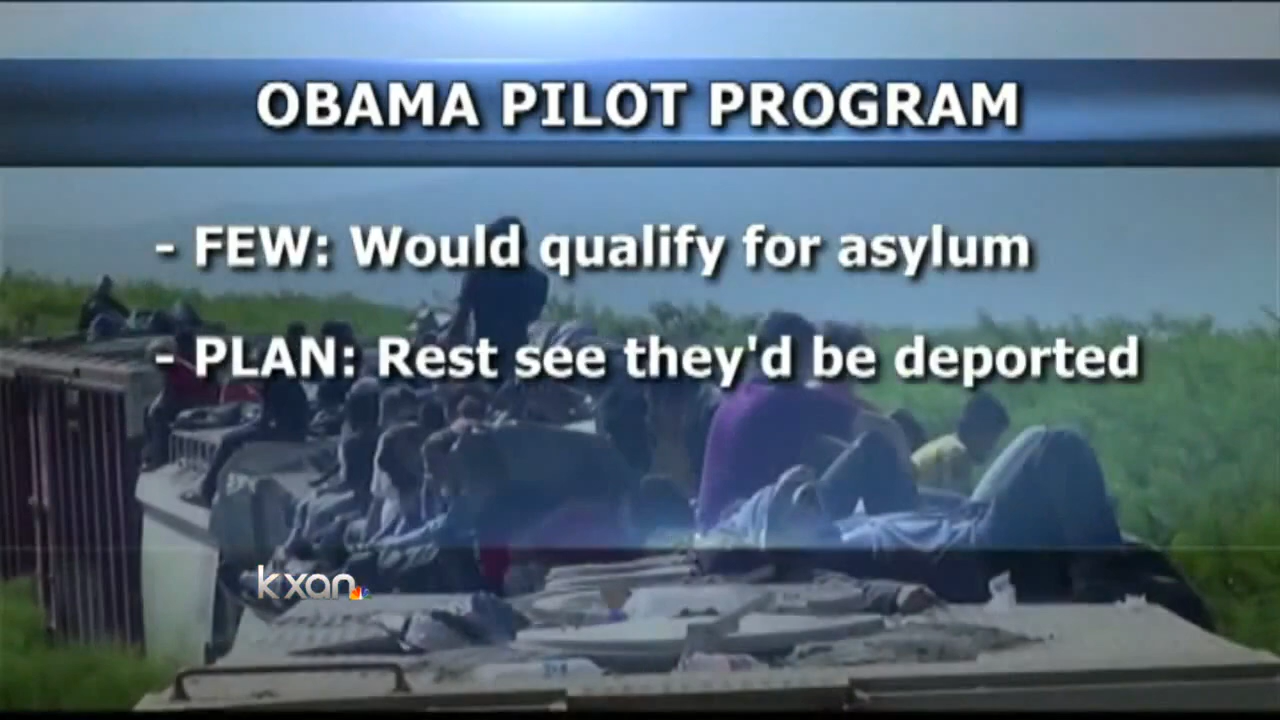 OBAMA PILOT PROGRAM
- FEW: Would qualify for asylum
- PLAN: Rest see they'd be deported
kxan